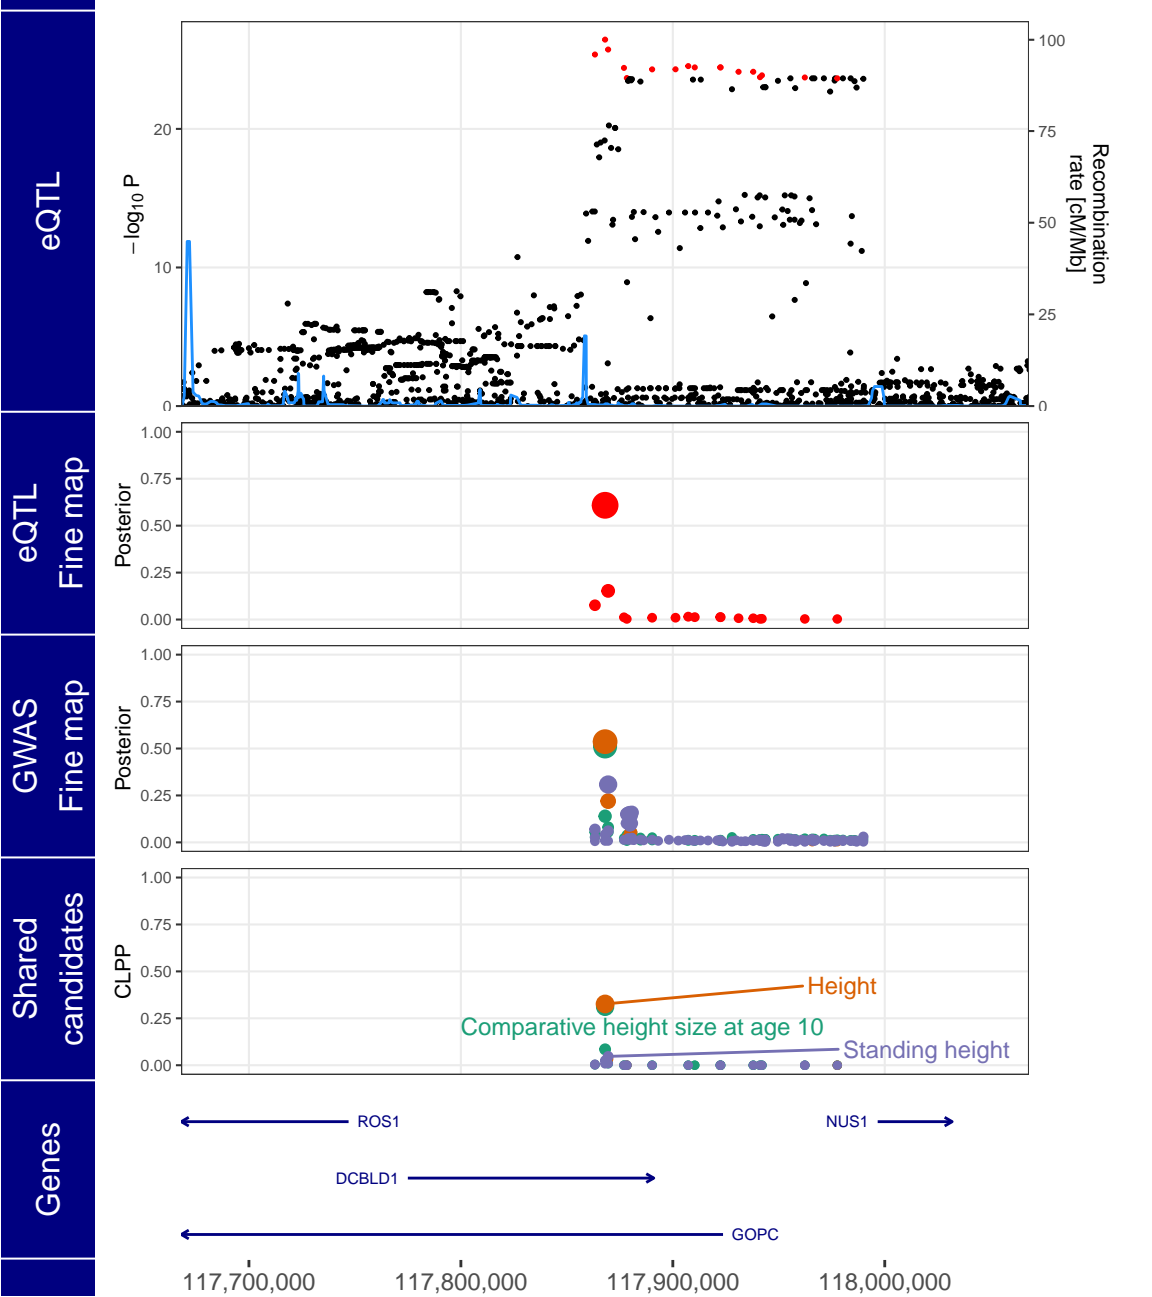 eQTL
−log10 P
20
10
0
100
75
50
25
0
Recombination
rate [cM/Mb]
eQTL
Fine map
Posterior
1.00
0.75
0.50
0.25
0.00
GWAS
Fine map
Posterior
1.00
0.75
0.50
0.25
0.00
Shared
candidates
CLPP
1.00
0.75
0.50
0.25
0.00
Height
Comparative height size at age 10
Standing height
Genes
ROS1
NUS1
DCBLD1
GOPC
117,700,000
117,800,000
117,900,000
118,000,000